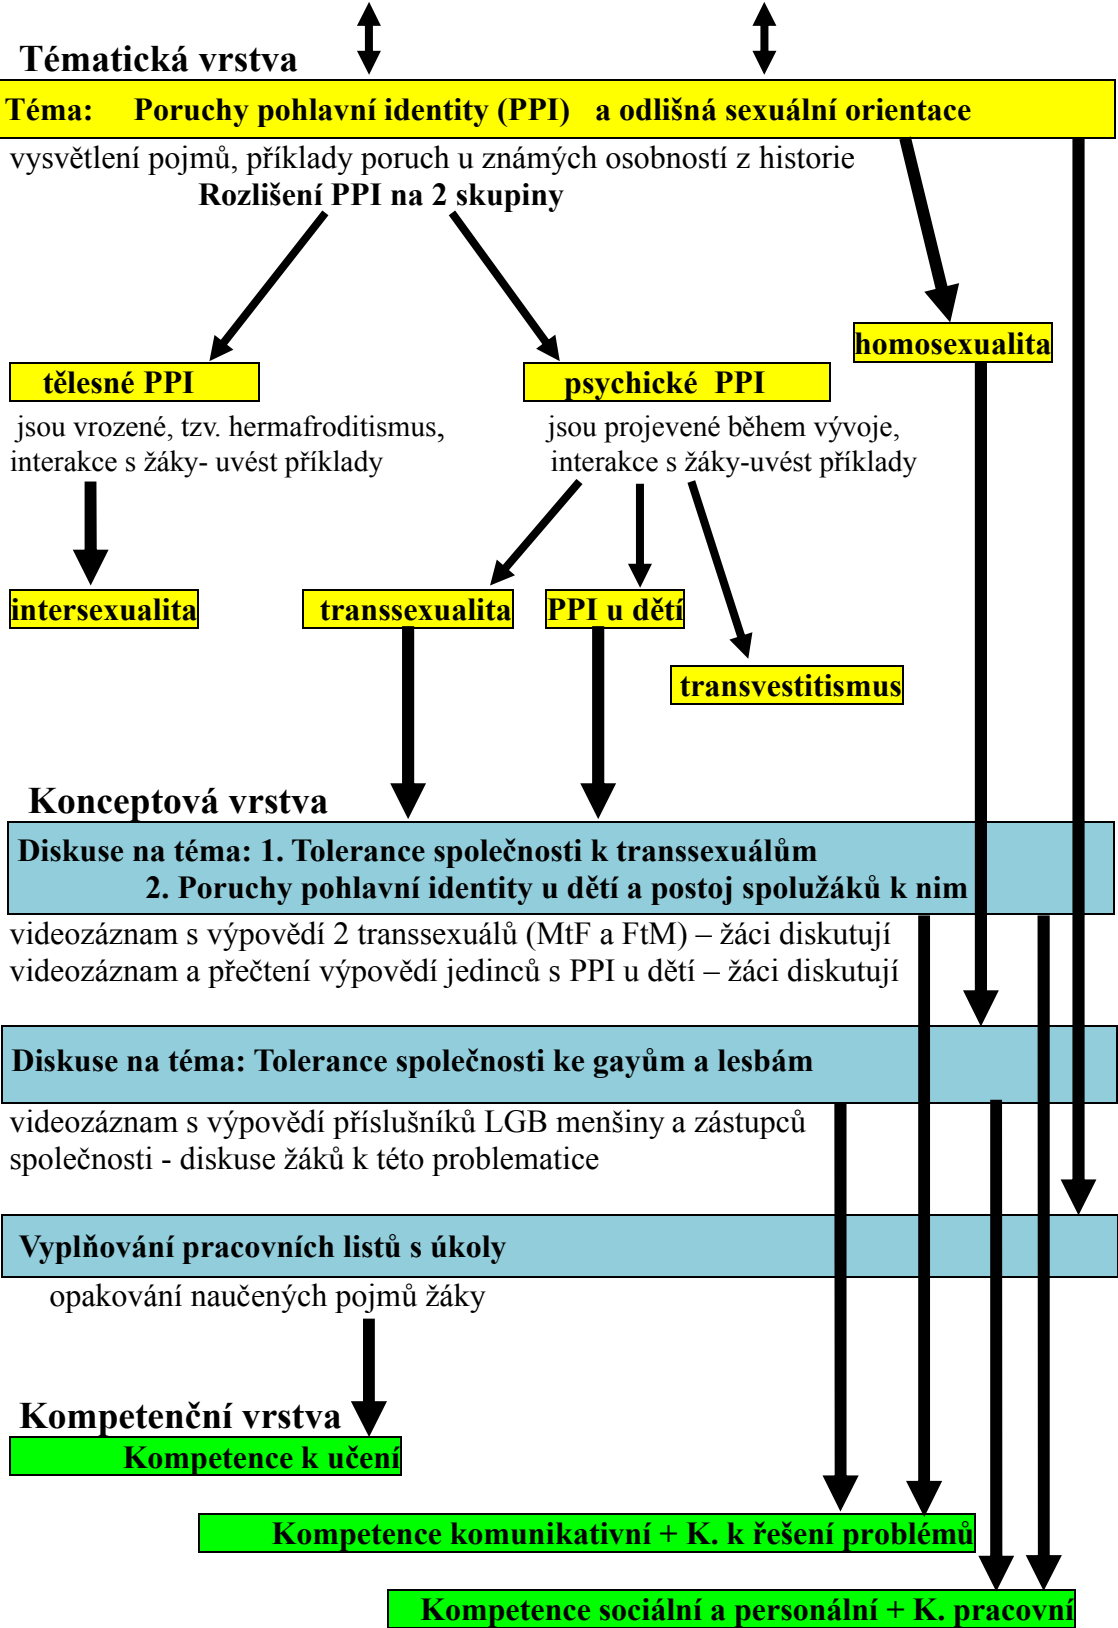 Tématická vrstva
Téma: Poruchy pohlavní identity (PPI) a odlišná sexuální orientace
vysvětlení pojmů, příklady poruch u známých osobností z historie
Rozlišení PPI na 2 skupiny
homosexualita
tělesné PPI
psychické PPI
jsou vrozené, tzv. hermafroditismus,
interakce s žáky- uvést příklady
jsou projevené během vývoje,
interakce s žáky-uvést příklady
intersexualita
transsexualita
PPI u dětí
transvestitismus
Konceptová vrstva
Diskuse na téma: 1. Tolerance společnosti k transsexuálům
2. Poruchy pohlavní identity u dětí a postoj spolužáků k nim
videozáznam s výpovědí 2 transsexuálů (MtF a FtM) – žáci diskutují
videozáznam a přečtení výpovědí jedinců s PPI u dětí – žáci diskutují
Diskuse na téma: Tolerance společnosti ke gayům a lesbám
videozáznam s výpovědí příslušníků LGB menšiny a zástupců
společnosti - diskuse žáků k této problematice
Vyplňování pracovních listů s úkoly
opakování naučených pojmů žáky
Kompetenční vrstva
Kompetence k učení
Kompetence komunikativní + K. k řešení problémů
Kompetence sociální a personální + K. pracovní